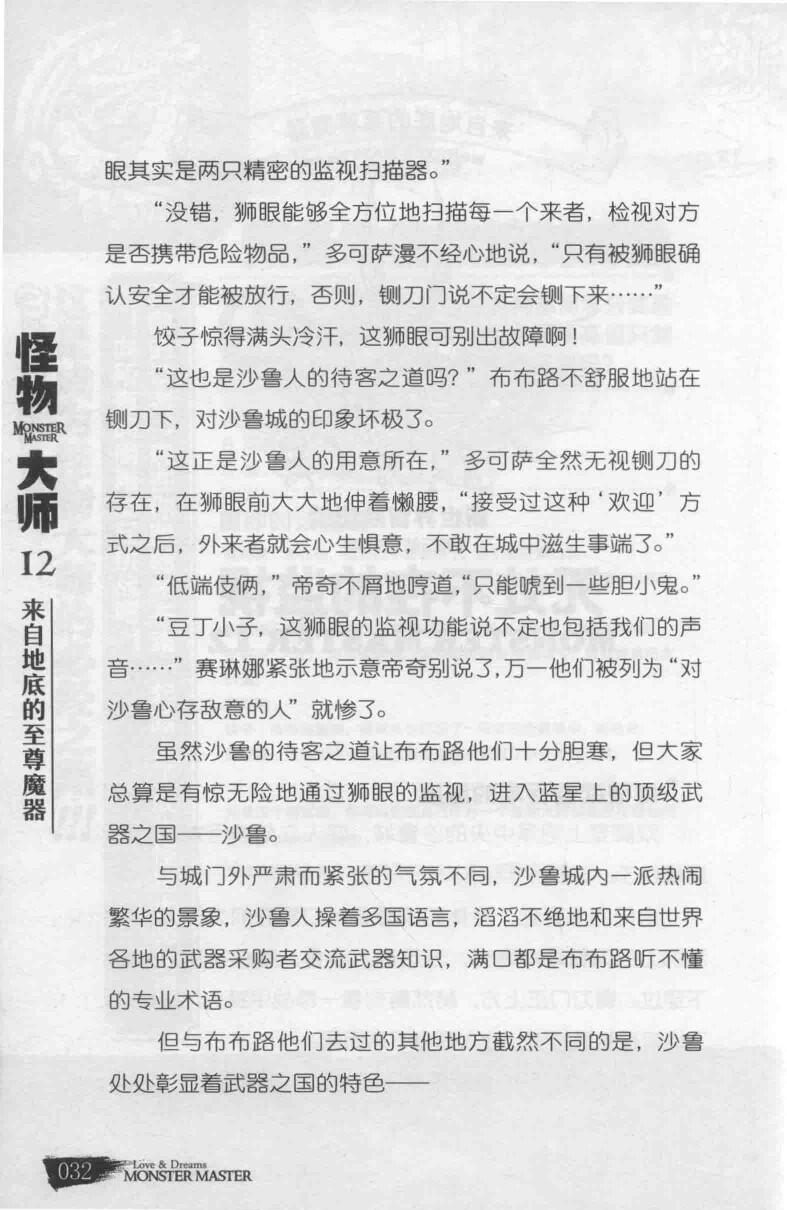 眼其实是两只精密的监视扫描器。”
“没错，狮眼能够全方位地扫描每一个来者，检视对方
是否携带危险物品，”多可萨漫不经心地说，“只有被狮眼确
认安全才能被放行，否则，铡刀门说不定会铡下来……”
饺子惊得满头冷汗，这狮眼可别出故障啊！
“这也是沙鲁人的待客之道吗？”布布路不舒服地站在
铡刀下，对沙鲁城的印象坏极了。
“这正是沙鲁人的用意所在，”多可萨全然无视铡刀的
存在，在狮眼前大大地伸着懒腰，“接受过这种‘欢迎’方
式之后，外来者就会心生惧意，不敢在城中滋生事端了。”
“低端伎俩，”帝奇不屑地哼道，“只能唬到一些胆小鬼。”
“豆丁小子，这狮眼的监视功能说不定也包括我们的声
音……”赛琳娜紧张地示意帝奇别说了，万一他们被列为“对
沙鲁心存敌意的人”就惨了。
虽然沙鲁的待客之道让布布路他们十分胆寒，但大家
总算是有惊无险地通过狮眼的监视，进入蓝星上的顶级武
器之国——沙鲁。
与城门外严肃而紧张的气氛不同，沙鲁城内一派热闹
繁华的景象，沙鲁人操着多国语言，滔滔不绝地和来自世界
各地的武器采购者交流武器知识，满口都是布布路听不懂
的专业术语。
但与布布路他们去过的其他地方截然不同的是，沙鲁
处处彰显着武器之国的特色——
怪物
MONSTER
MASTER
大师
12
来自地底的至尊魔器
032
Love & Dreams
MONSTER MASTER